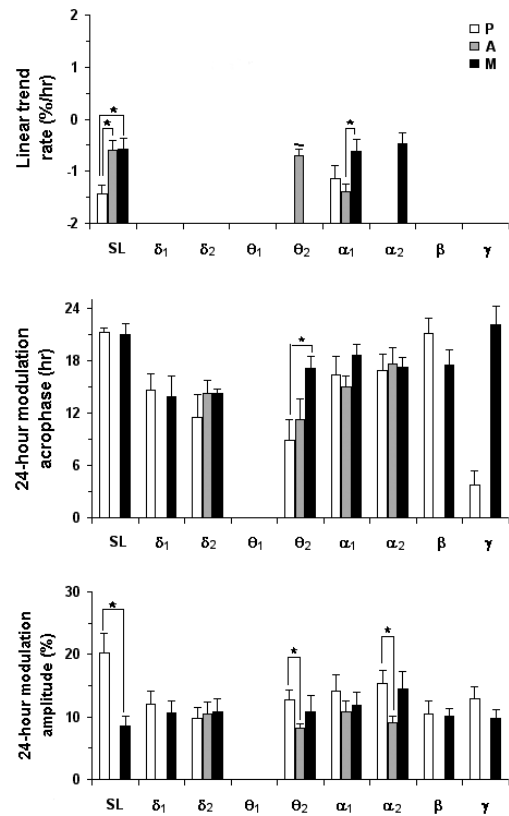 Linear trend
rate (%/hr)
2
1
0
-1
-2
P
A
M
*
*
*
SL δ1 δ2 θ1 θ2 α1 α2 β γ
24-hour modulation
acrophase (hr)
24
18
12
6
0
*
SL δ1 δ2 θ1 θ2 α1 α2 β γ
24-hour modulation
amplitude (%)
30
20
10
0
*
*
*
SL δ1 δ2 θ1 θ2 α1 α2 β γ